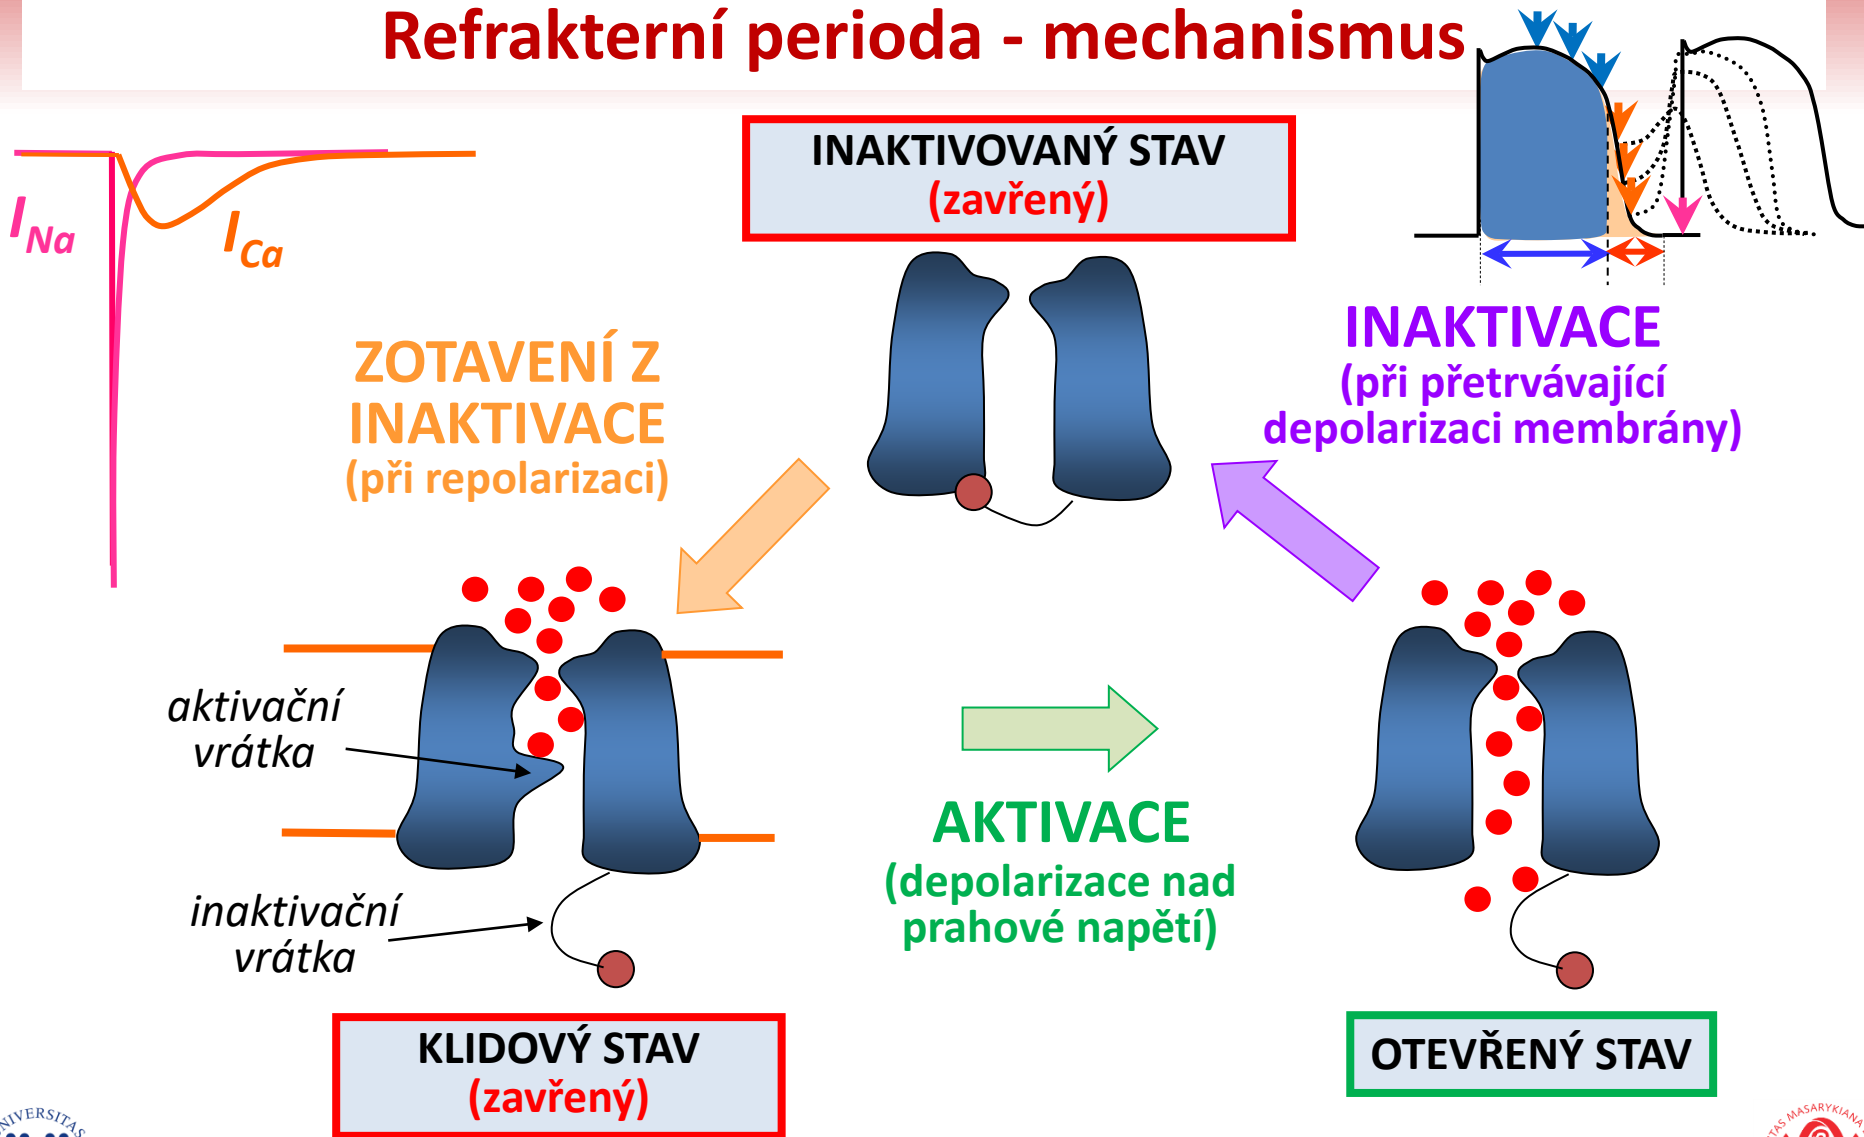 Refrakterní perioda - mechanismus
INAKTIVOVANÝ STAV
(zavřený)
I_Na
I_Ca
ZOTAVENÍ Z
INAKTIVACE
(při repolarizaci)
INAKTIVACE
(při přetrvávající
depolarizaci membrány)
aktivační
vrátka
inaktivační
vrátka
AKTIVACE
(depolarizace nad
prahové napětí)
KLIDOVÝ STAV
(zavřený)
OTEVŘENÝ STAV